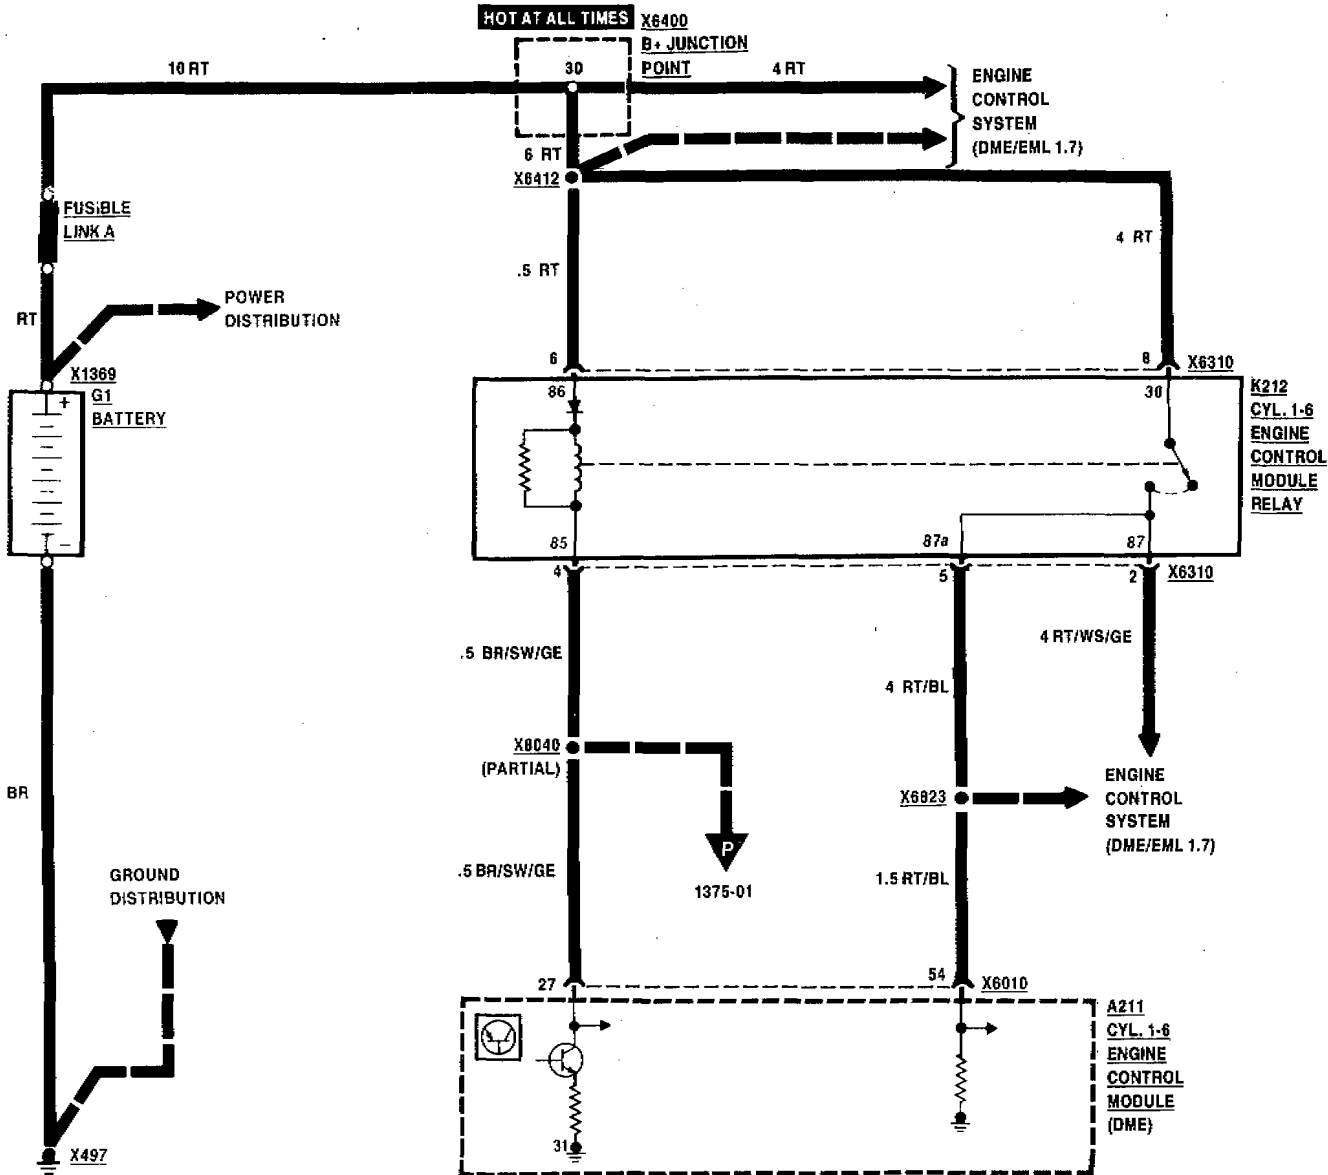 HOT AT ALL TIMES
X6400
B+ JUNCTION
POINT
10 RT
30
4 RT
ENGINE
CONTROL
SYSTEM
(DME/EML 1.7)
6 RT
X6412
FUSIBLE
LINK A
4 RT
.5 RT
POWER
DISTRIBUTION
RT
6
8
X6310
X1369
G1
BATTERY
+
−
86
30
K212
CYL. 1-6
ENGINE
CONTROL
MODULE
RELAY
85
87a
87
4
5
2
X6310
4 RT/WS/GE
.5 BR/SW/GE
4 RT/BL
X8040
(PARTIAL)
BR
X6823
ENGINE
CONTROL
SYSTEM
(DME/EML 1.7)
P
1375-01
.5 BR/SW/GE
1.5 RT/BL
GROUND
DISTRIBUTION
27
54
X6010
A211
CYL. 1-6
ENGINE
CONTROL
MODULE
(DME)
31
X497